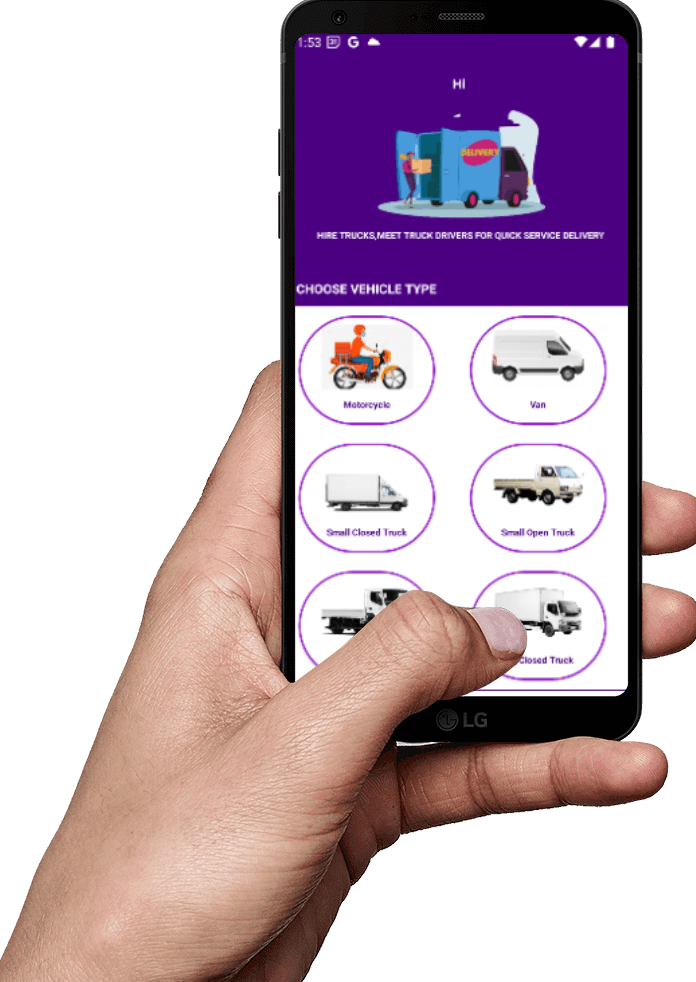 1:53
Hi
DELIVERY
HIRE TRUCKS,MEET TRUCK DRIVERS FOR QUICK SERVICE DELIVERY
CHOOSE VEHICLE TYPE
Motorcycle
Van
Small Closed Truck
Small Open Truck
Closed Truck
LG